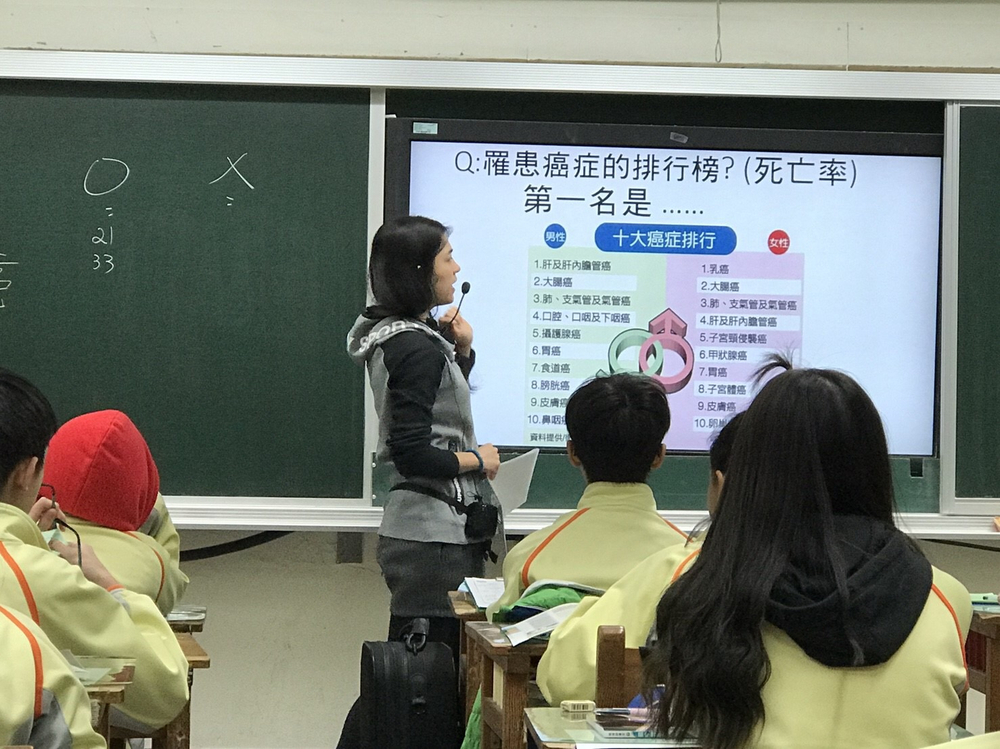 O
X
=
=
21
33
Q:罹患癌症的排行榜? (死亡率)
第一名是 ......
男性
十大癌症排行
女性
1.肝及肝內膽管癌
2.大腸癌
3.肺、支氣管及氣管癌
4.口腔、口咽及下咽癌
5.攝護腺癌
6.胃癌
7.食道癌
8.膀胱癌
9.皮膚癌
10.鼻咽癌
資料提供/
1.乳癌
2.大腸癌
3.肺、支氣管及氣管癌
4.肝及肝內膽管癌
5.子宮頸侵襲癌
6.甲狀腺癌
7.胃癌
8.子宮體癌
9.皮膚癌
10.卵巢
SPOR